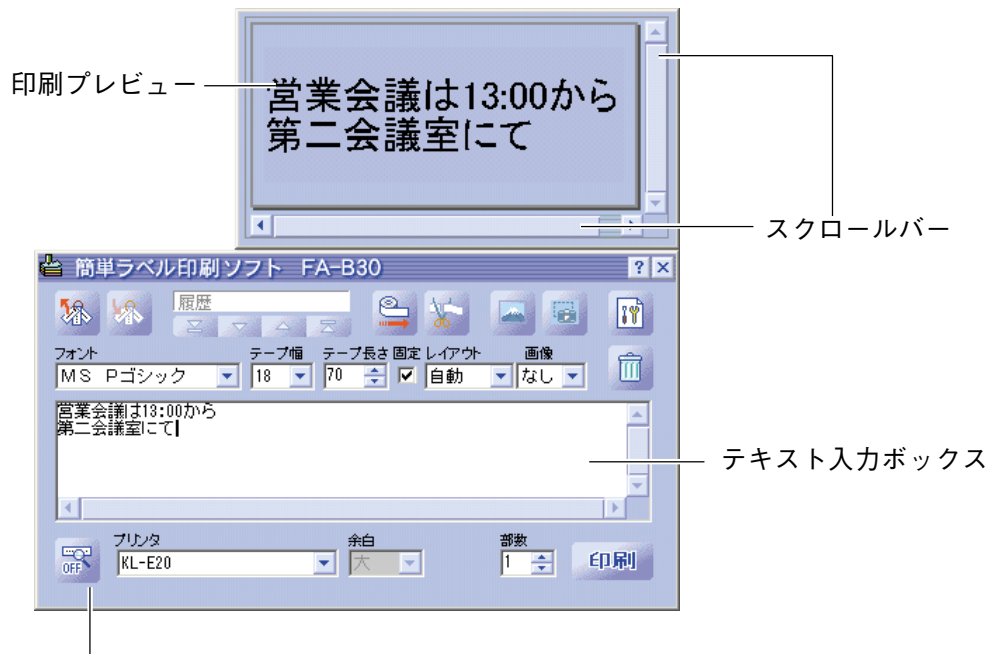 印刷プレビュー
営業会議は13:00から
第二会議室にて
スクロールバー
簡単ラベル印刷ソフト FA-B30
履歴
フォント テープ幅 テープ長さ 固定 レイアウト 画像
MS Pゴシック 18 70 自動 なし
営業会議は13:00から
第二会議室にて
テキスト入力ボックス
プリンタ 余白 部数
OFF KL-E20 大 1 印刷